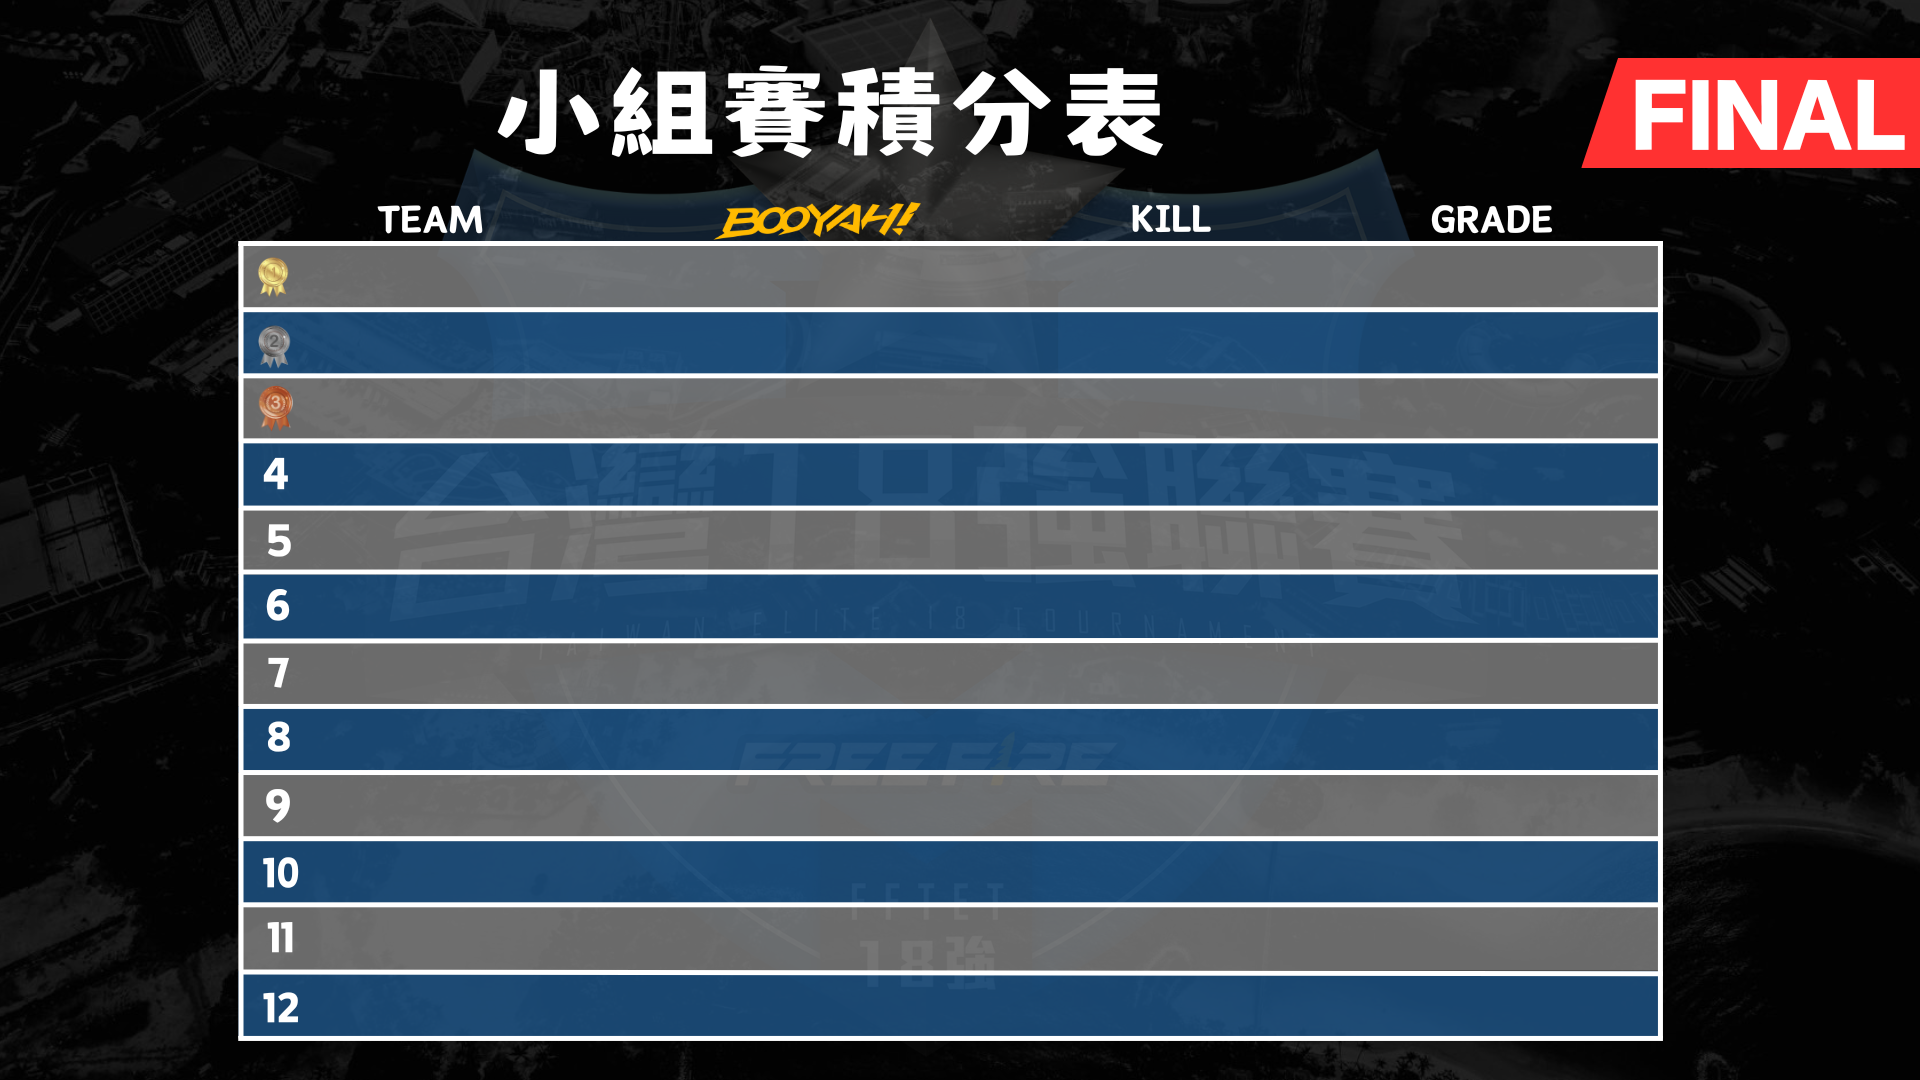 小組賽積分表
FINAL
TEAM BOOYAH! KILL GRADE
1
2
3
4
台灣18強聯賽
5
6
TAIWAN ELITE 18 TOURNAMENT
7
8
FREE FIRE
9
10
FFTET
11
18強
12